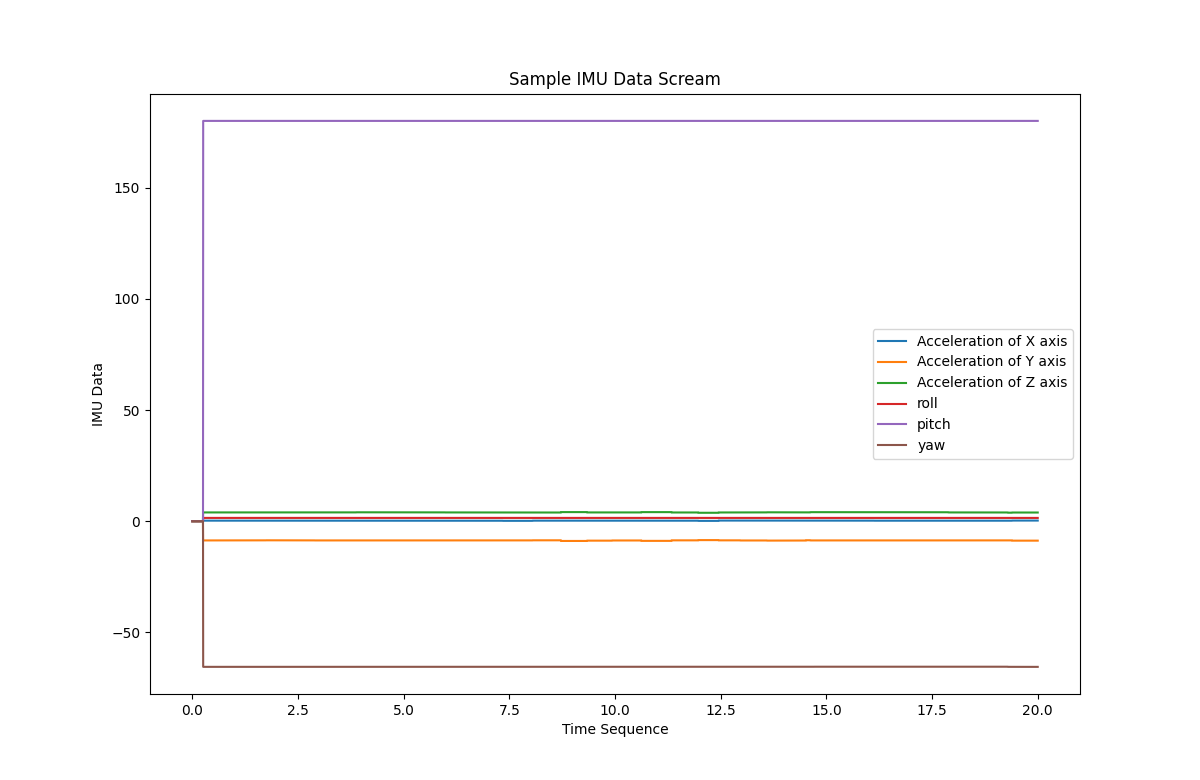 Sample IMU Data Scream
150
100
50
0
−50
IMU Data
Acceleration of X axis
Acceleration of Y axis
Acceleration of Z axis
roll
pitch
yaw
0.0 2.5 5.0 7.5 10.0 12.5 15.0 17.5 20.0
Time Sequence